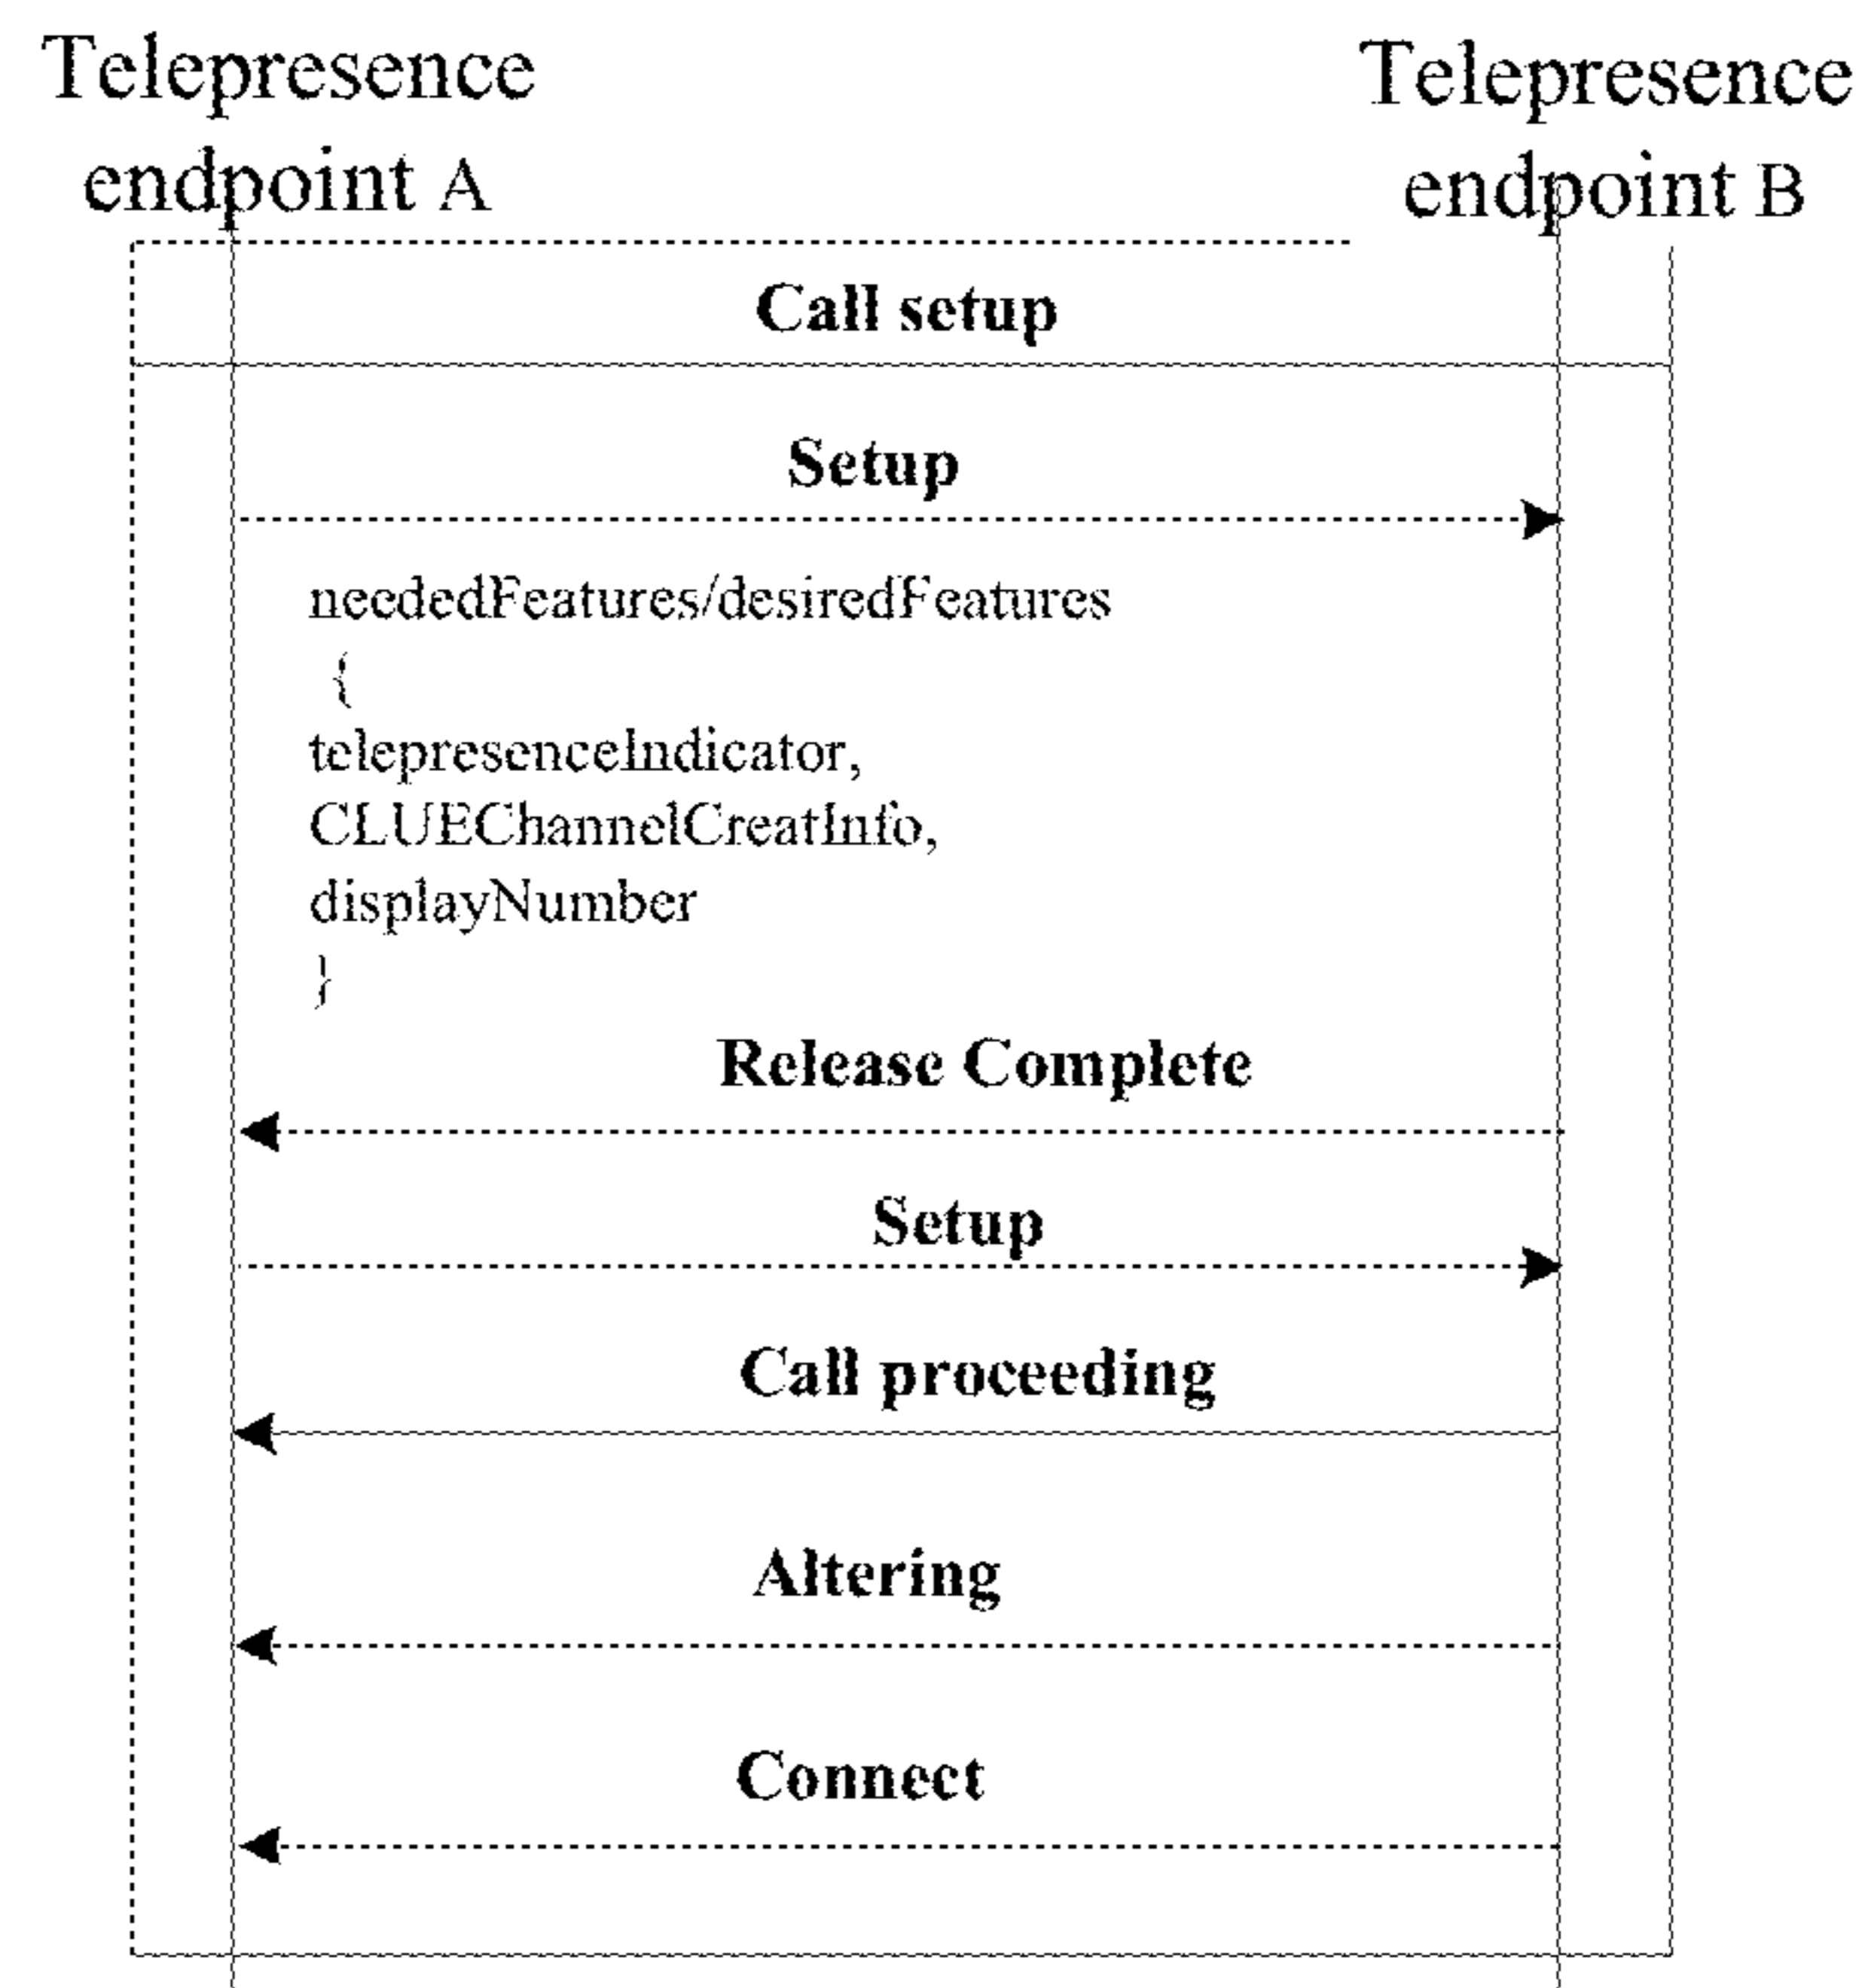 Telepresence
endpoint A
Telepresence
endpoint B
Call setup
Setup
neededFeatures/desiredFeatures
{
telepresenceIndicator,
CLUEChannelCreatInfo,
displayNumber
}
Release Complete
Setup
Call proceeding
Altering
Connect